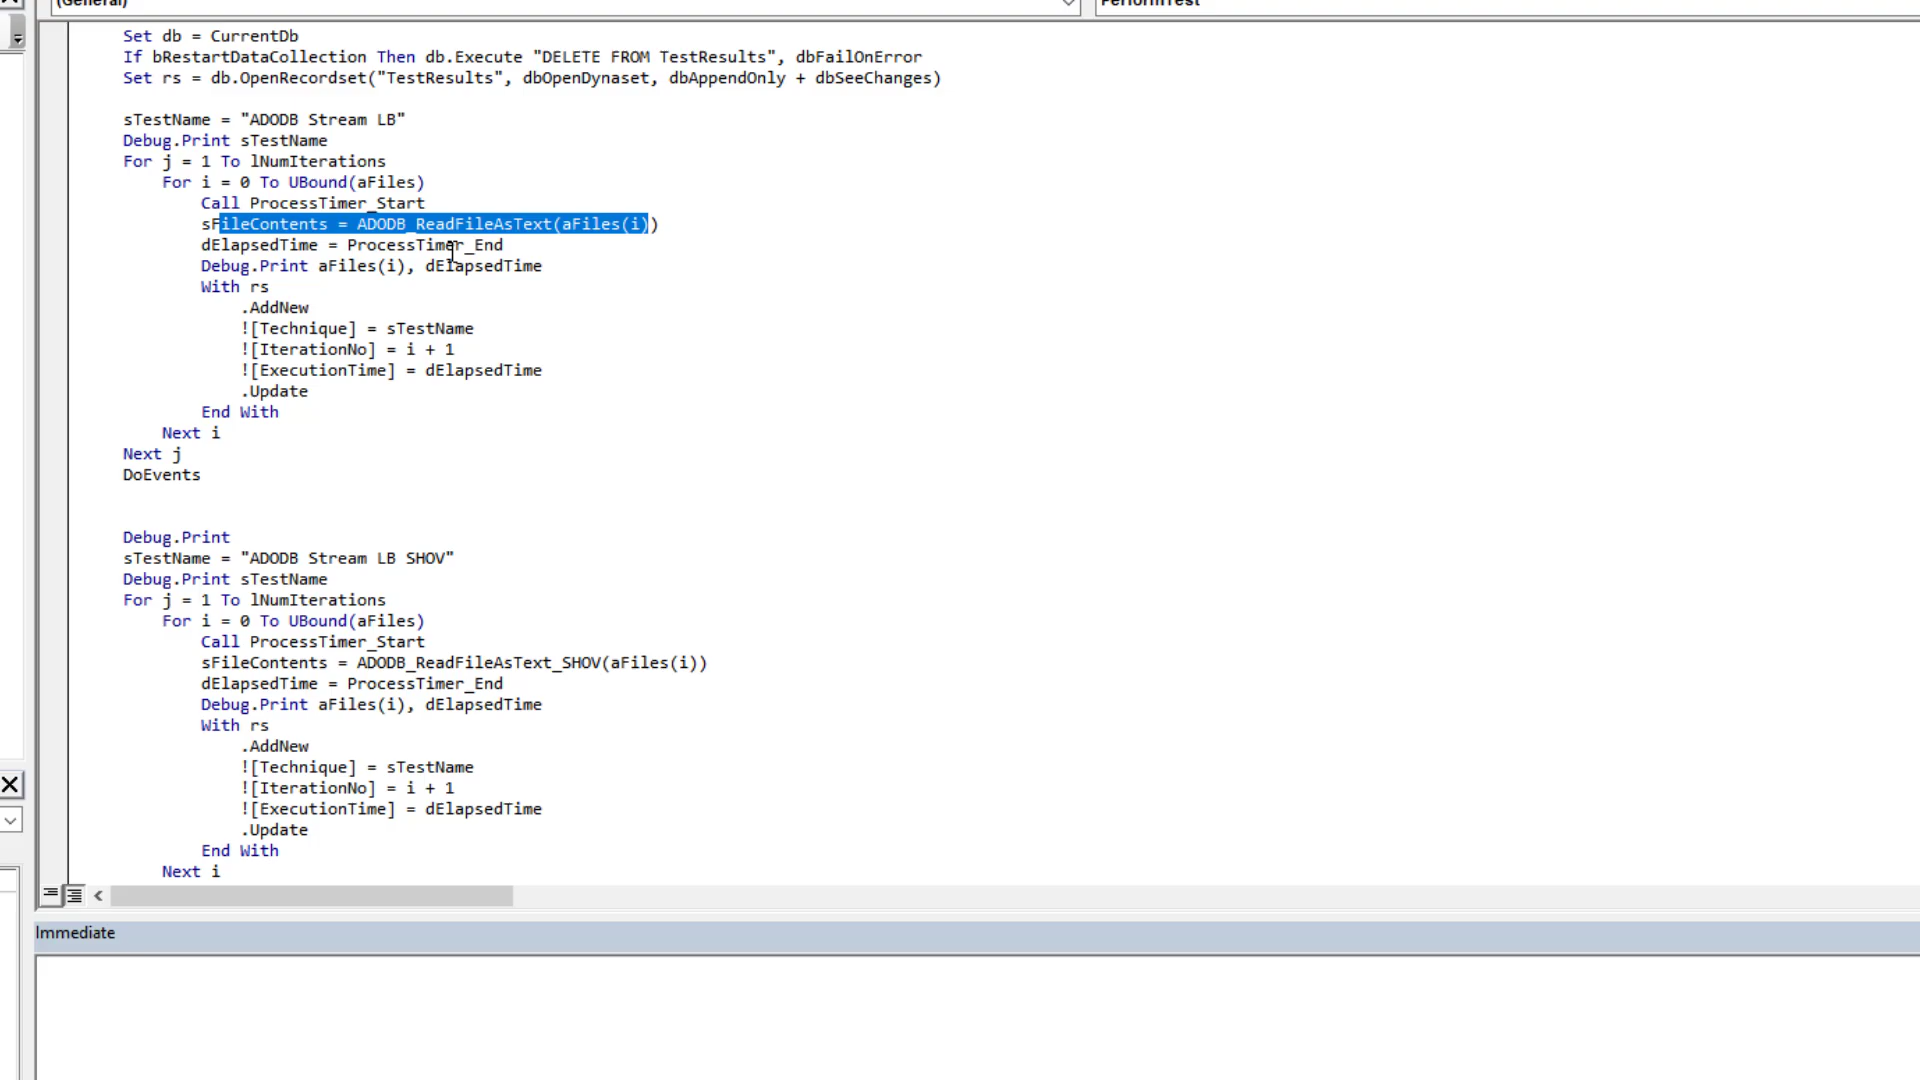 (General)
PerformTest
Set db = CurrentDb
If bRestartDataCollection Then db.Execute "DELETE FROM TestResults", dbFailOnError
Set rs = db.OpenRecordset("TestResults", dbOpenDynaset, dbAppendOnly + dbSeeChanges)
sTestName = "ADODB Stream LB"
Debug.Print sTestName
For j = 1 To lNumIterations
For i = 0 To UBound(aFiles)
Call ProcessTimer_Start
sFileContents = ADODB_ReadFileAsText(aFiles(i))
dElapsedTime = ProcessTimer_End
Debug.Print aFiles(i), dElapsedTime
With rs
.AddNew
![Technique] = sTestName
![IterationNo] = i + 1
![ExecutionTime] = dElapsedTime
.Update
End With
Next i
Next j
DoEvents
Debug.Print
sTestName = "ADODB Stream LB SHOV"
Debug.Print sTestName
For j = 1 To lNumIterations
For i = 0 To UBound(aFiles)
Call ProcessTimer_Start
sFileContents = ADODB_ReadFileAsText_SHOV(aFiles(i))
dElapsedTime = ProcessTimer_End
Debug.Print aFiles(i), dElapsedTime
With rs
.AddNew
![Technique] = sTestName
![IterationNo] = i + 1
![ExecutionTime] = dElapsedTime
.Update
End With
Next i
Immediate